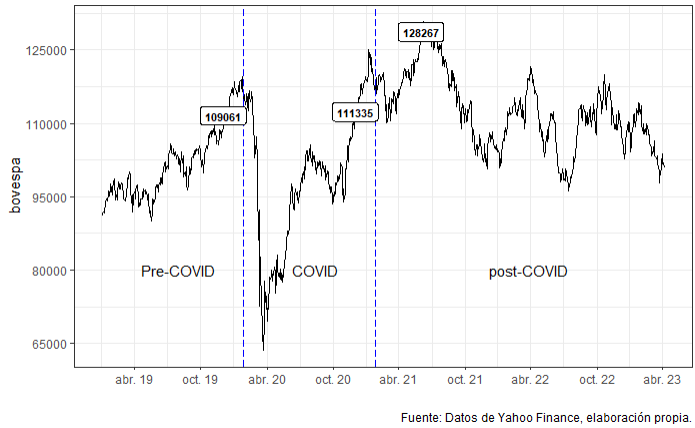 bovespa
125000
110000
95000
80000
65000
128267
109061
111335
Pre-COVID
COVID
post-COVID
abr. 19
oct. 19
abr. 20
oct. 20
abr. 21
oct. 21
abr. 22
oct. 22
abr. 23
Fuente: Datos de Yahoo Finance, elaboración propia.